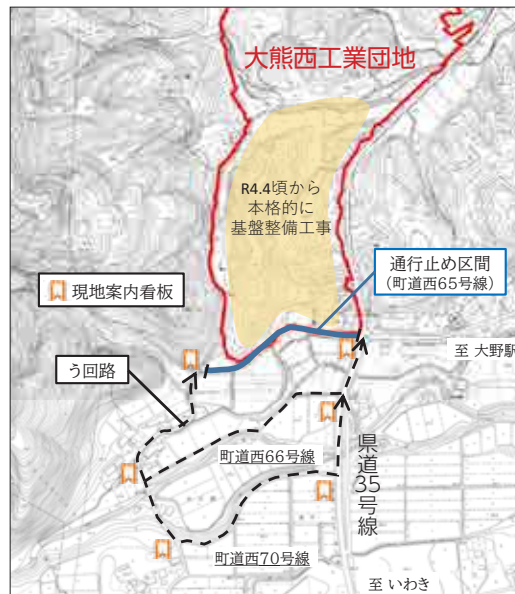 大熊西工業団地
R4.4頃から
本格的に
基盤整備工事
通行止め区間
(町道西65号線)
現地案内看板
至 大野駅
う回路
町道西66号線
県道35号線
町道西70号線
至 いわき